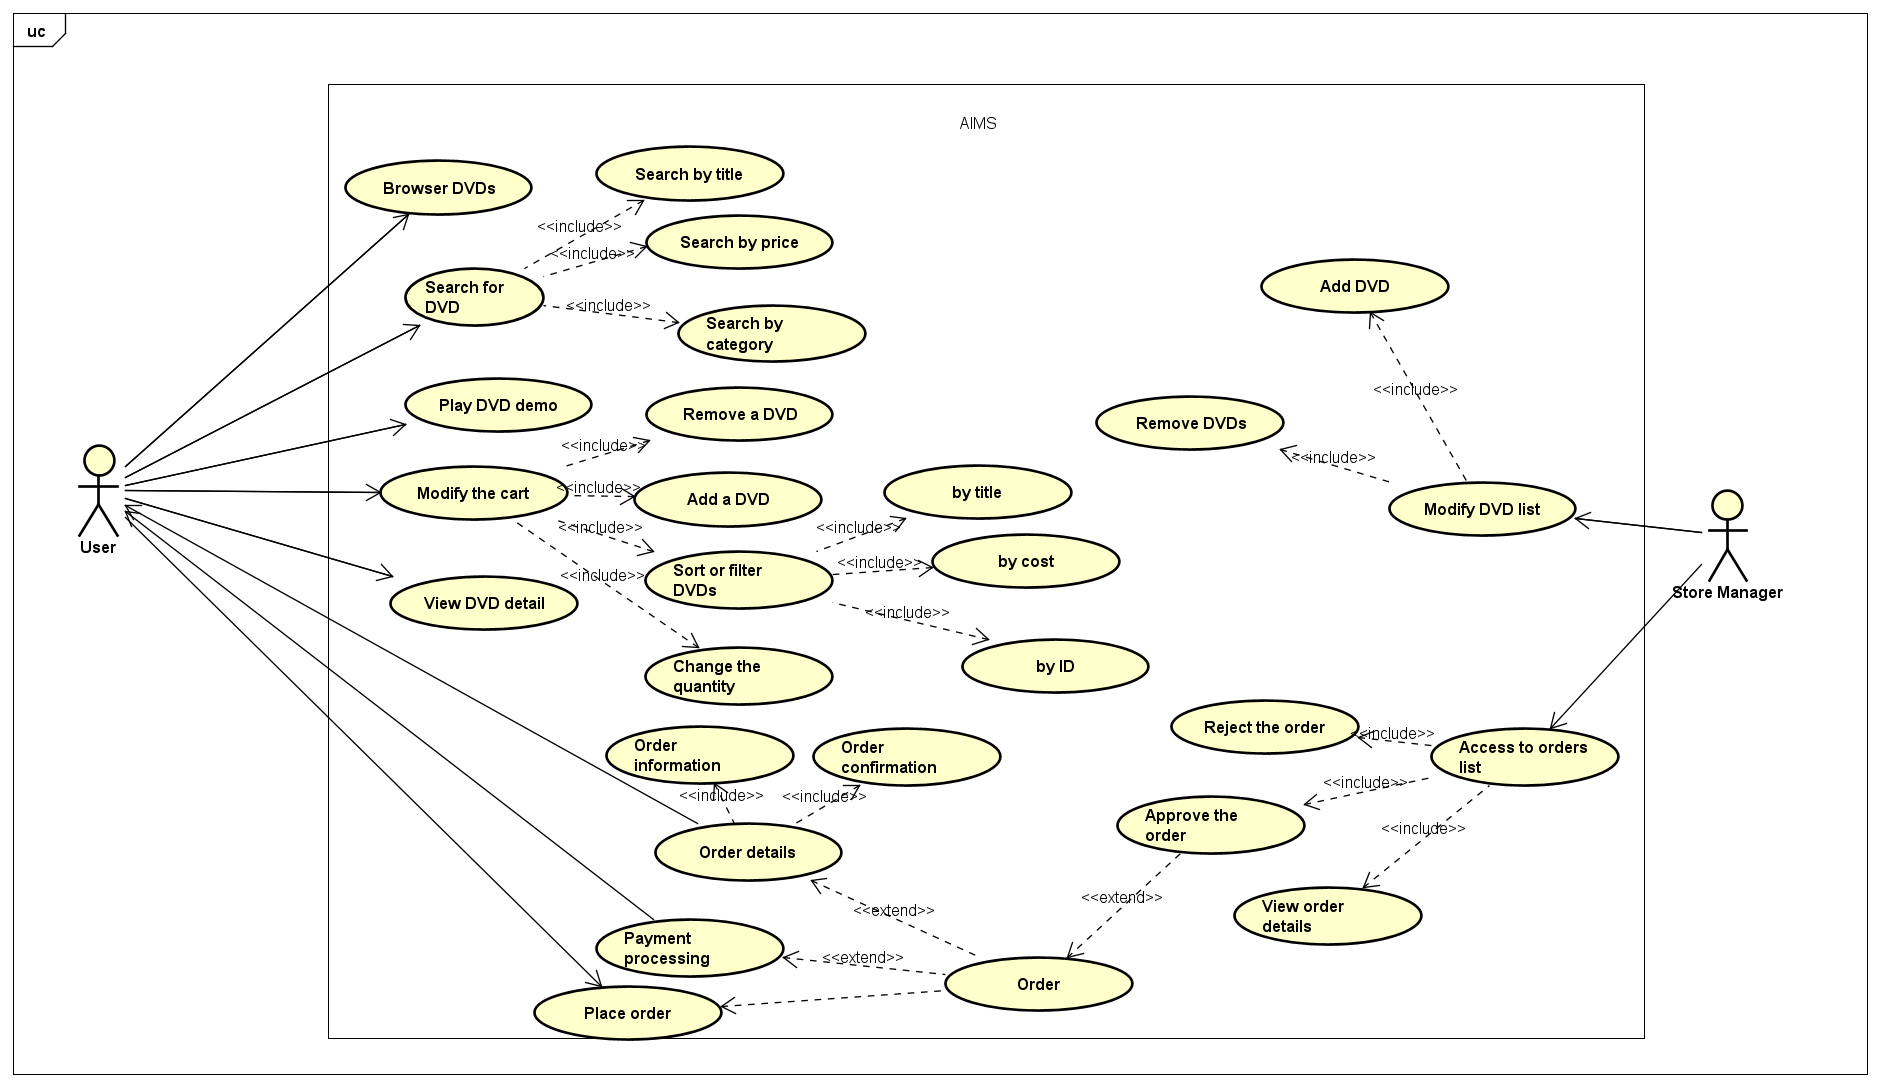 uc
AIMS
Browser DVDs
Search by title
<<include>>
Search by price
<<include>>
Search for
DVD
<<include>>
Search by
category
Add DVD
<<include>>
Play DVD demo
Remove a DVD
<<include>>
Remove DVDs
<<include>>
Modify the cart
<<include>>
Add a DVD
by title
<<include>>
Modify DVD list
<<include>>
User
Sort or filter
DVDs
<<include>>
by cost
<<include>>
Store Manager
View DVD detail
<<include>>
by ID
Change the
quantity
Reject the order
<<include>>
Access to orders
list
Order
information
Order
confirmation
<<include>>
<<include>>
<<include>>
Approve the
order
<<include>>
Order details
<<extend>>
<<extend>>
View order
details
Payment
processing
<<extend>>
Order
Place order